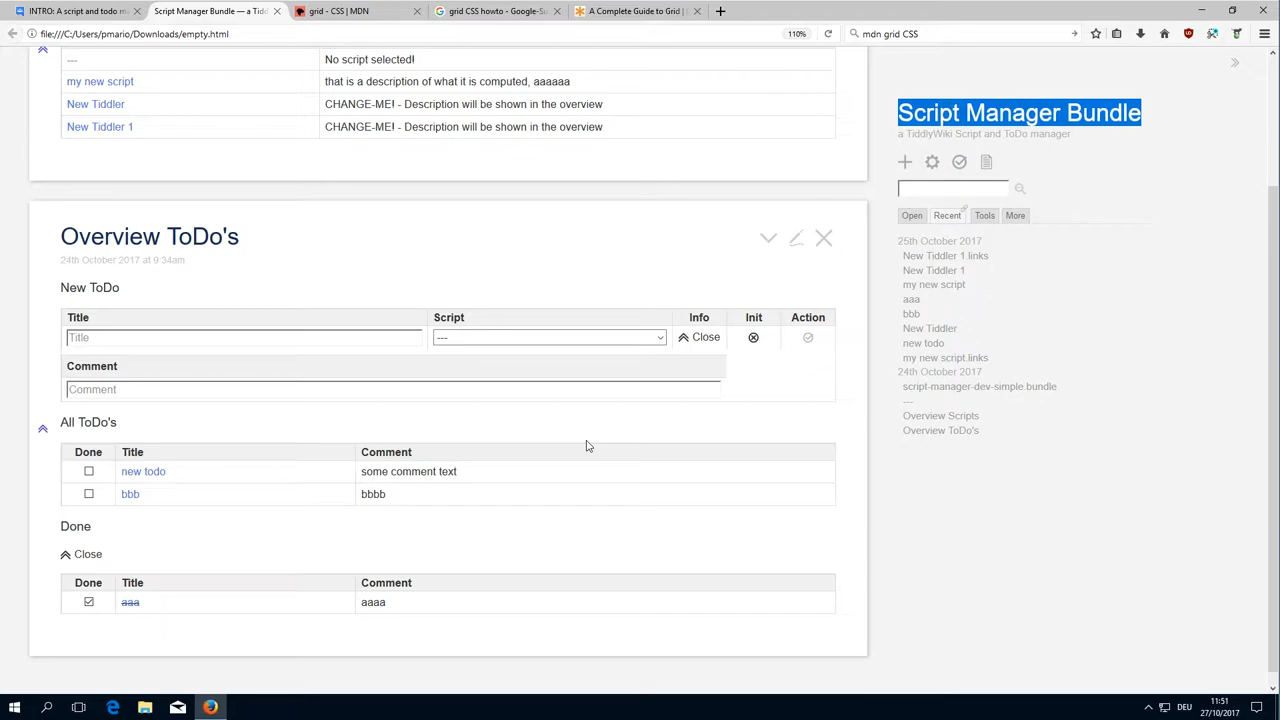 INTRO: A script and todo m
Script Manager Bundle — a Tidd
grid - CSS | MDN
grid CSS howto - Google-Su
A Complete Guide to Grid |
file:///C:/Users/pmario/Downloads/empty.html
110%
mdn grid CSS
---
No script selected!
my new script
that is a description of what it is computed, aaaaaa
New Tiddler
CHANGE-ME! - Description will be shown in the overview
New Tiddler 1
CHANGE-ME! - Description will be shown in the overview
Overview ToDo's
24th October 2017 at 9:34am
New ToDo
Title Script Info Init Action
Title --- Close
Comment
Comment
All ToDo's
Done Title Comment
new todo some comment text
bbb bbbb
Done
Close
Done Title Comment
aaa aaaa
Script Manager Bundle
a TiddlyWiki Script and ToDo manager
Open Recent Tools More
25th October 2017
New Tiddler 1.links
New Tiddler 1
my new script
aaa
bbb
New Tiddler
new todo
my new script.links
24th October 2017
script-manager-dev-simple.bundle
---
Overview Scripts
Overview ToDo's
DEU
11:51
27/10/2017